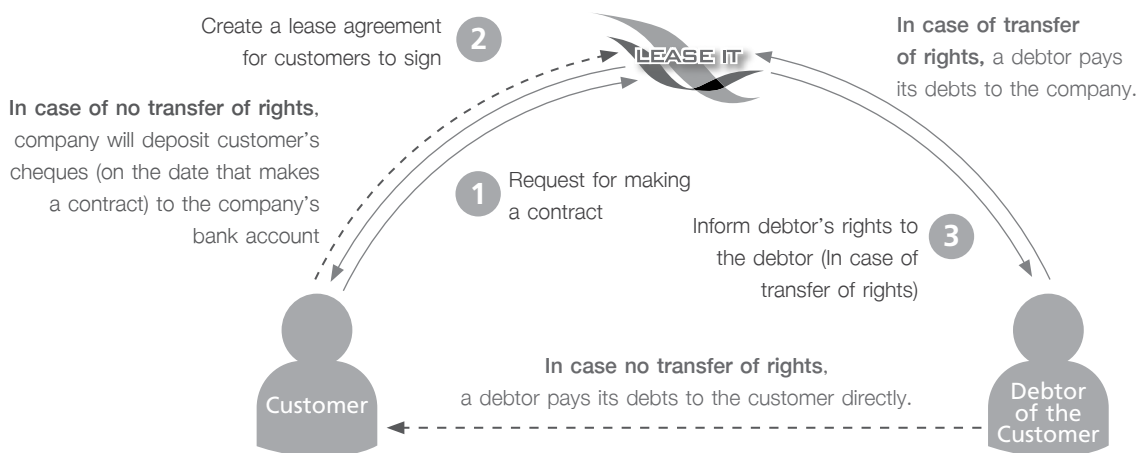 Create a lease agreement
for customers to sign
2
LEASE IT
In case of transfer
of rights, a debtor pays
its debts to the company.
In case of no transfer of rights,
company will deposit customer's
cheques (on the date that makes
a contract) to the company's
bank account
1
Request for making
a contract
Inform debtor's rights to
the debtor (In case of
transfer of rights)
3
In case no transfer of rights,
a debtor pays its debts to the customer directly.
Customer
Debtor
of the
Customer